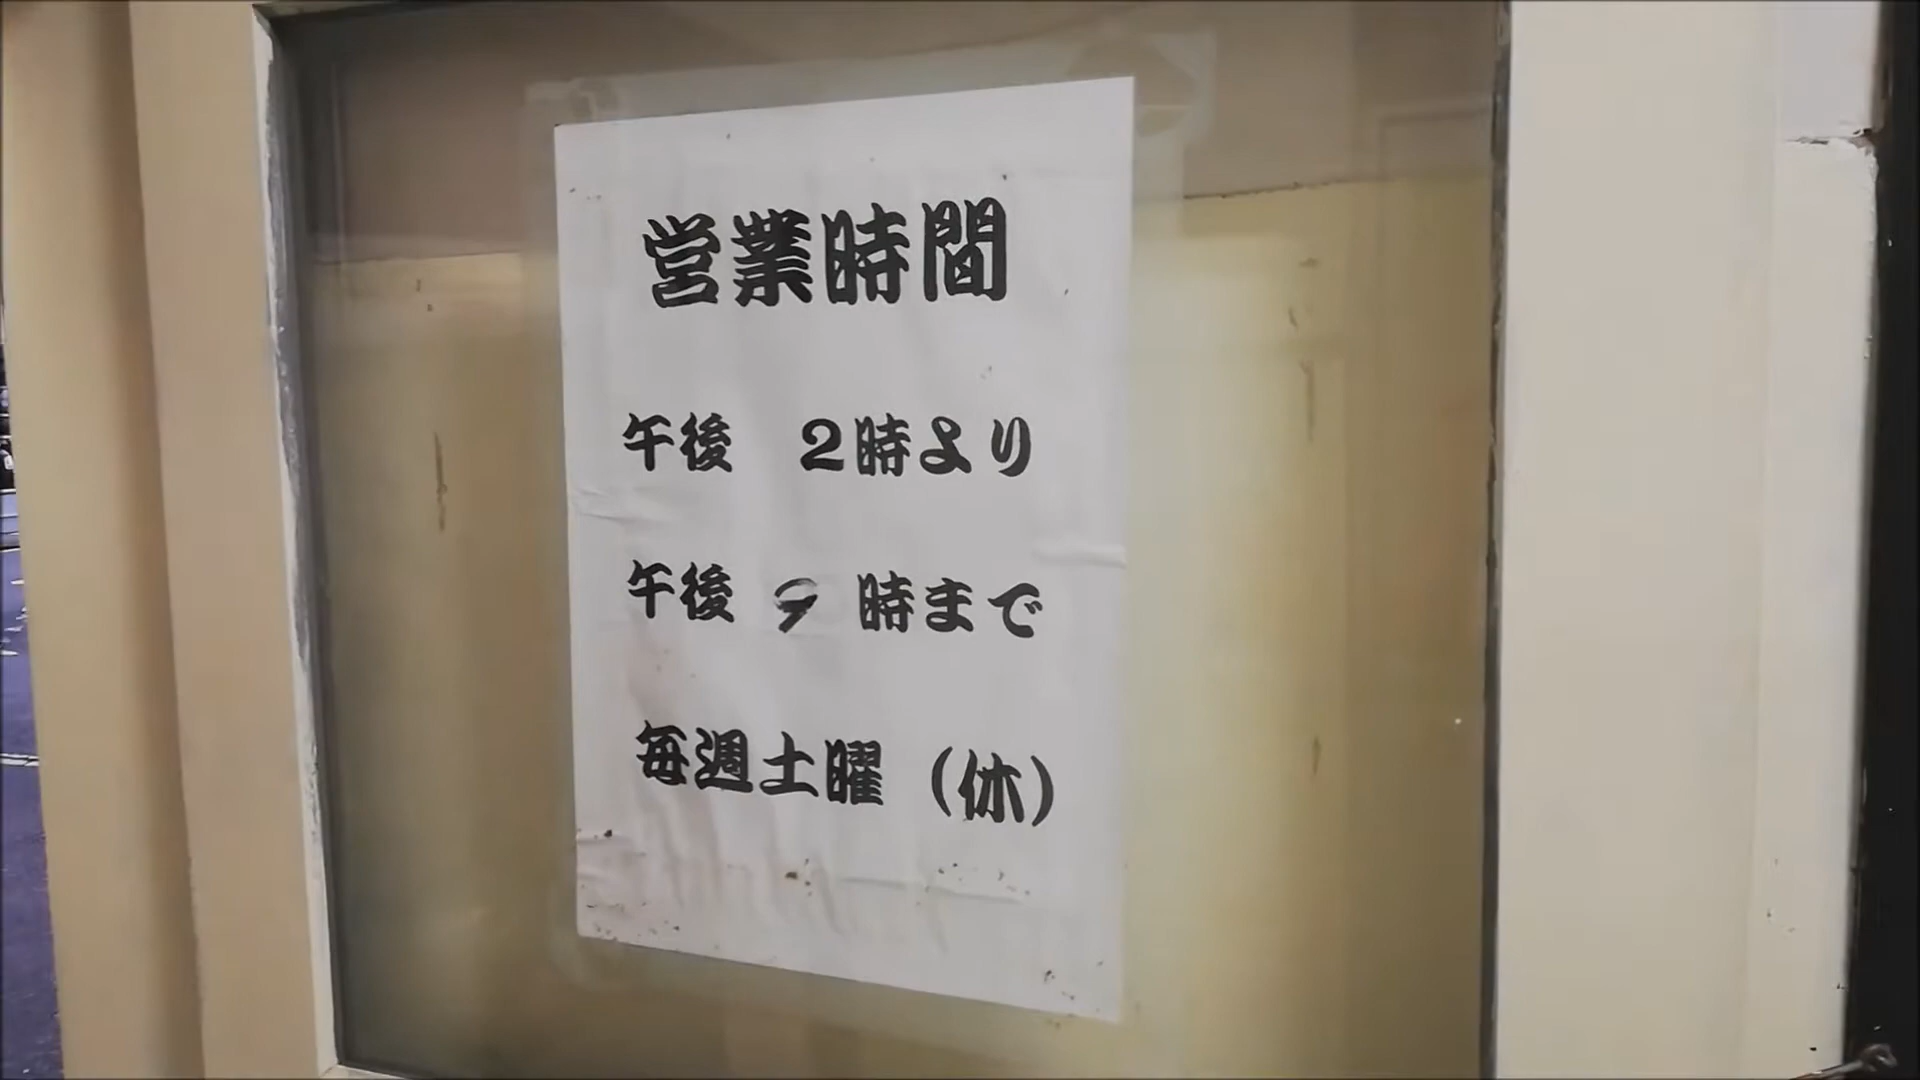 営業時間
午後 2時より
午後 9 時まで
毎週土曜 (休)